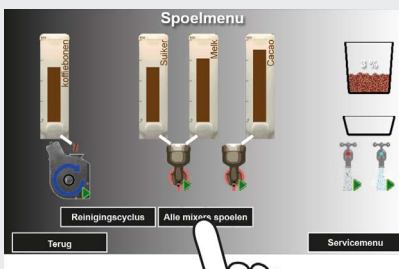 Spoelmenu
koffiebonen
Suiker
Melk
Cacao
3 %
Reinigingscyclus
Alle mixers spoelen
Terug
Servicemenu